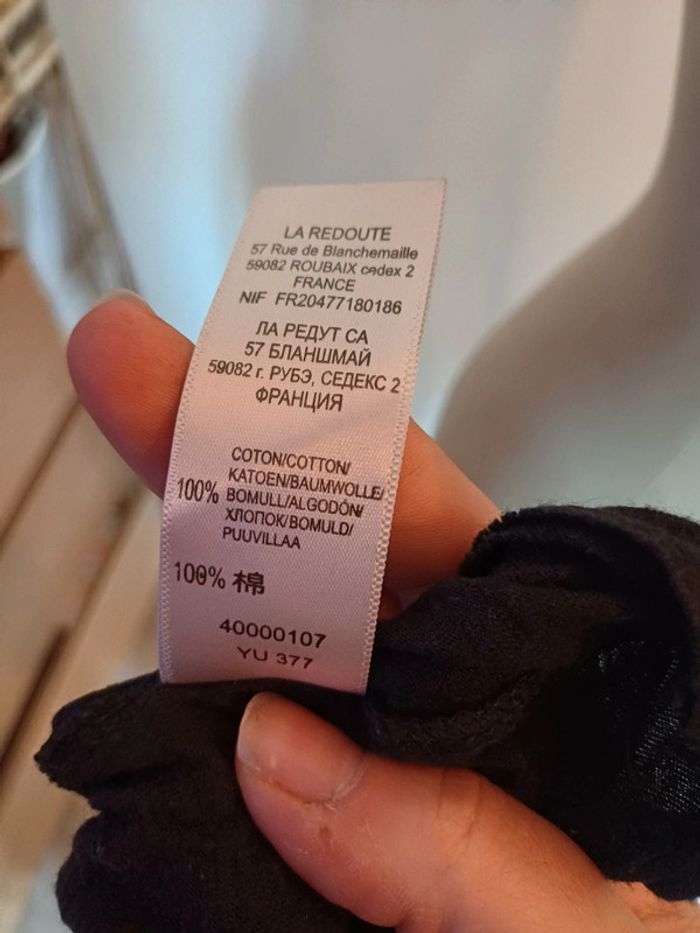 LA REDOUTE
57 Rue de Blanchemaille
59082 ROUBAIX cedex 2
FRANCE
NIF FR20477180186
ЛА РЕДУТ СА
57 БЛАНШМАЙ
59082 г. РУБЭ, СЕДЕКС 2
ФРАНЦИЯ
COTON/COTTON/
KATOEN/BAUMWOLLE/
100% BOMULL/ALGODÓN/
ХЛОПОК/BOMULD/
PUUVILLAA
100% 棉
40000107
YU 377